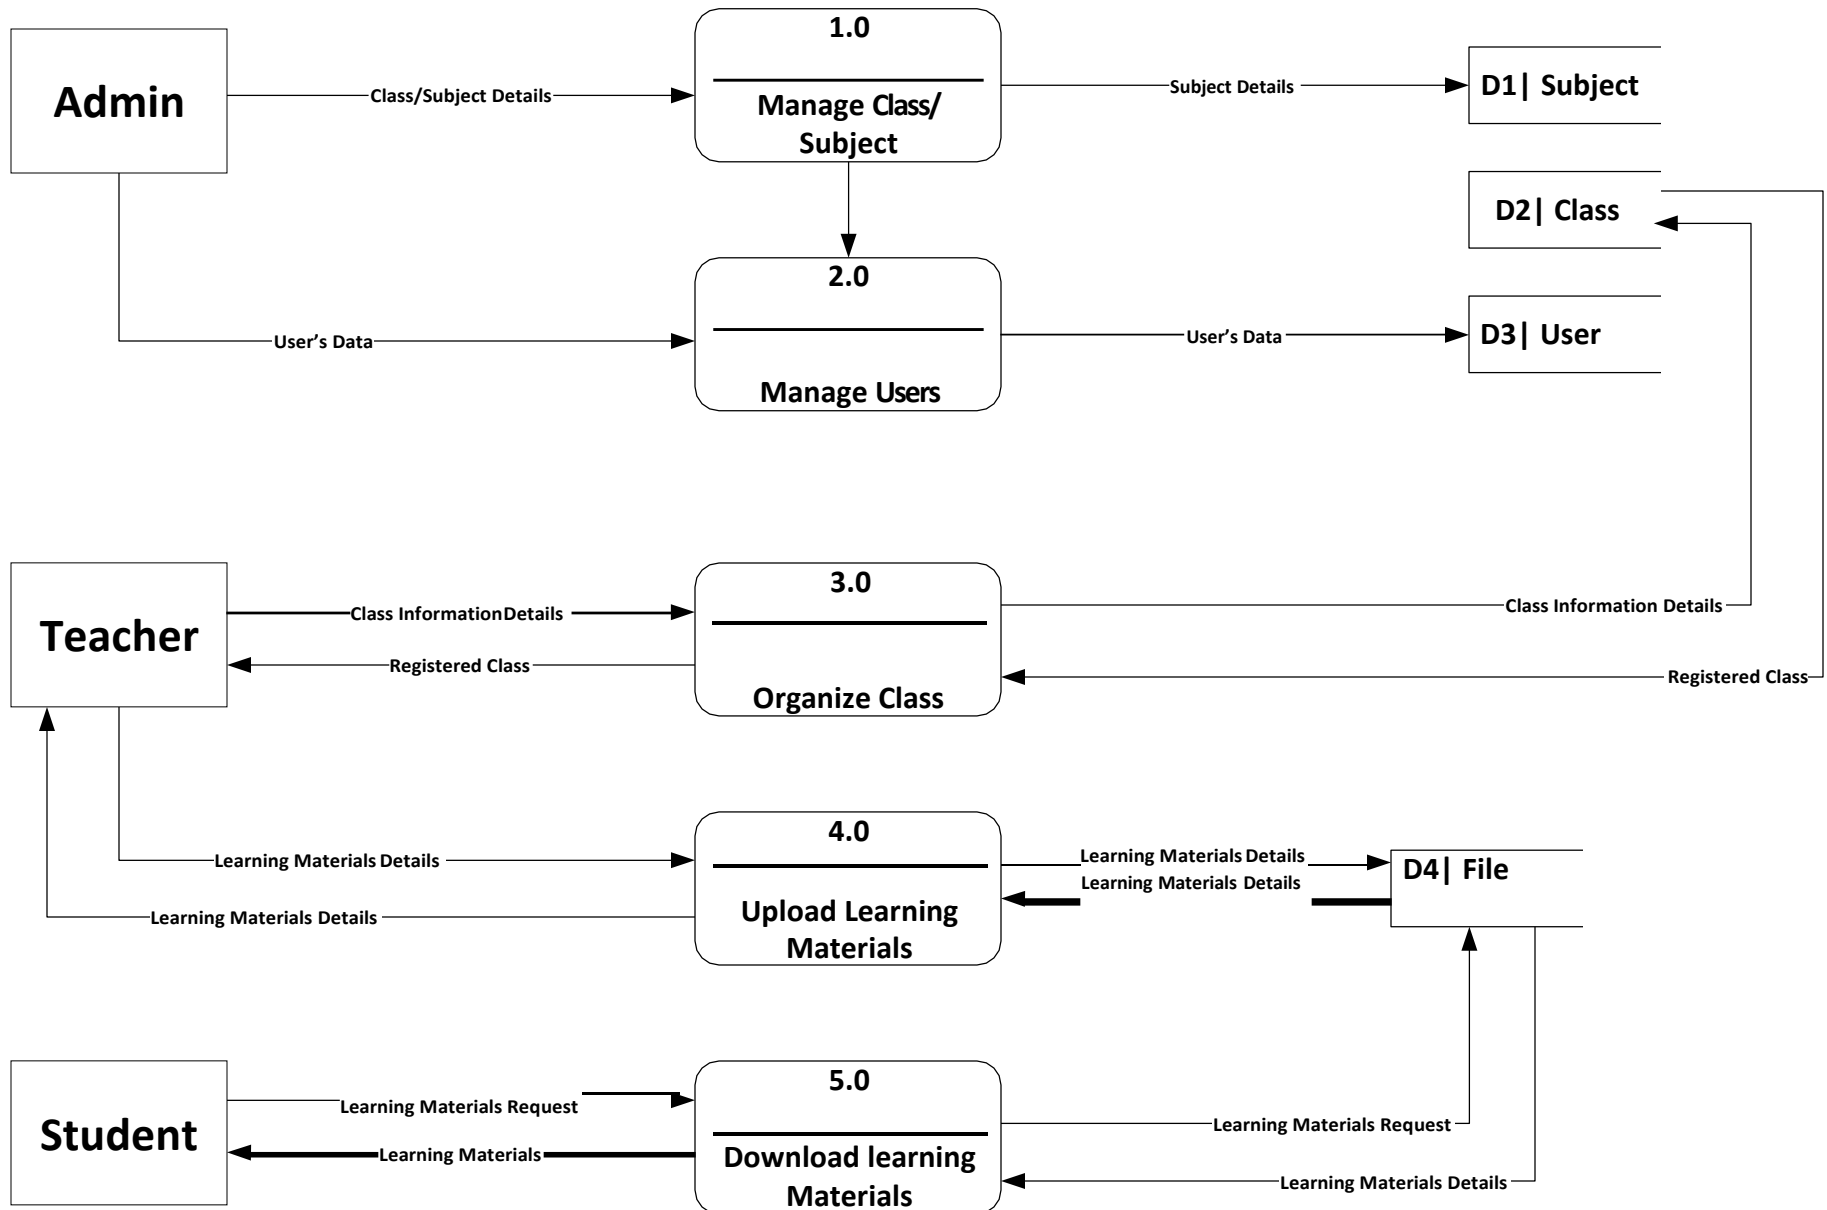 1.0
Admin
Class/Subject Details
Manage Class/
Subject
Subject Details
D1| Subject
D2| Class
2.0
User's Data
Manage Users
User's Data
D3| User
3.0
Teacher
Class Information Details
Registered Class
Organize Class
Class Information Details
Registered Class
4.0
Learning Materials Details
Learning Materials Details
Upload Learning
Materials
Learning Materials Details
Learning Materials Details
D4| File
5.0
Student
Learning Materials Request
Learning Materials
Download learning
Materials
Learning Materials Request
Learning Materials Details